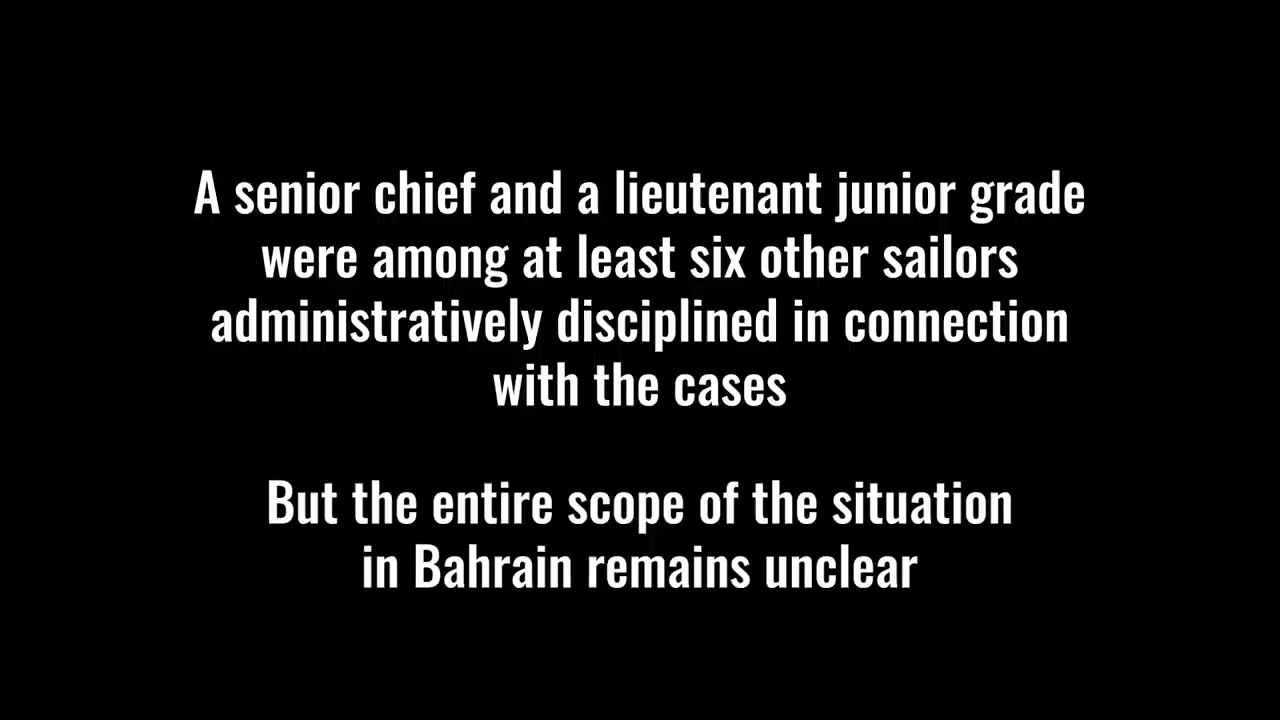 A senior chief and a lieutenant junior grade
were among at least six other sailors
administratively disciplined in connection
with the cases
But the entire scope of the situation
in Bahrain remains unclear